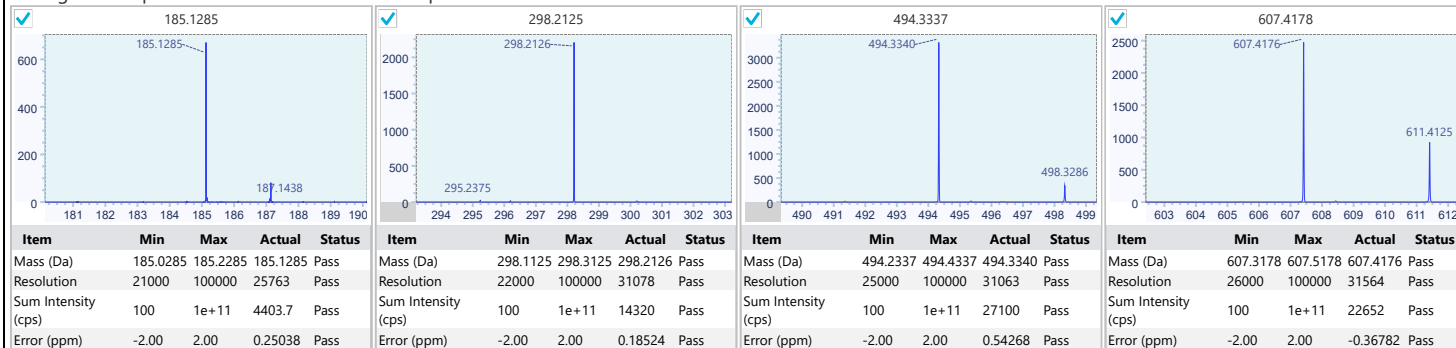 185.1285 298.2125 494.3337 607.4178
185.1285 298.2126 494.3340 607.4176
187.1438 295.2375 498.3286 611.4125
600 2000 3000 2500
400 1500 2500 2000
200 1000 2000 1500
0 500 1500 1000
0 1000 500
500 0
0
181 182 183 184 185 186 187 188 189 190 294 295 296 297 298 299 300 301 302 303 490 491 492 493 494 495 496 497 498 499 603 604 605 606 607 608 609 610 611 612
Item Min Max Actual Status Item Min Max Actual Status Item Min Max Actual Status Item Min Max Actual Status
Mass (Da) 185.0285 185.2285 185.1285 Pass Mass (Da) 298.1125 298.3125 298.2126 Pass Mass (Da) 494.2337 494.4337 494.3340 Pass Mass (Da) 607.3178 607.5178 607.4176 Pass
Resolution 21000 100000 25763 Pass Resolution 22000 100000 31078 Pass Resolution 25000 100000 31063 Pass Resolution 26000 100000 31564 Pass
Sum Intensity (cps) 100 1e+11 4403.7 Pass Sum Intensity (cps) 100 1e+11 14320 Pass Sum Intensity (cps) 100 1e+11 27100 Pass Sum Intensity (cps) 100 1e+11 22652 Pass
Error (ppm) -2.00 2.00 0.25038 Pass Error (ppm) -2.00 2.00 0.18524 Pass Error (ppm) -2.00 2.00 0.54268 Pass Error (ppm) -2.00 2.00 -0.36782 Pass